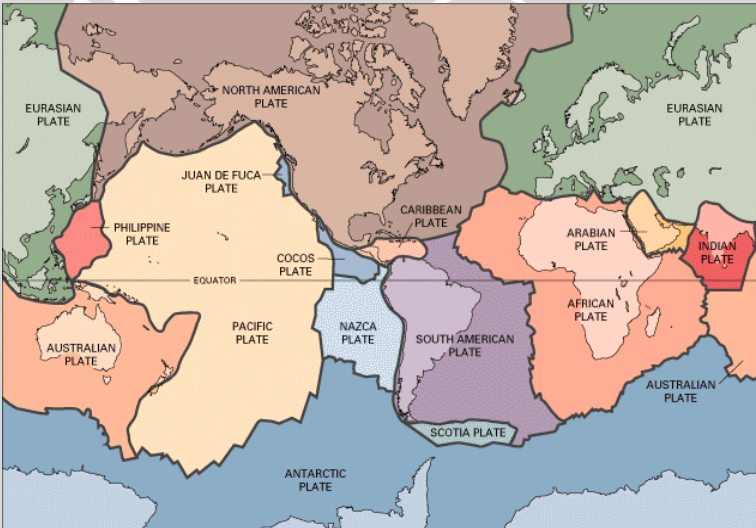 NORTH AMERICAN
PLATE
EURASIAN
PLATE
EURASIAN
PLATE
JUAN DE FUCA
PLATE
CARIBBEAN
PLATE
PHILIPPINE
PLATE
ARABIAN
PLATE
INDIAN
PLATE
COCOS
PLATE
EQUATOR
AFRICAN
PLATE
PACIFIC
PLATE
NAZCA
PLATE
SOUTH AMERICAN
PLATE
AUSTRALIAN
PLATE
AUSTRALIAN
PLATE
SCOTIA PLATE
ANTARCTIC
PLATE